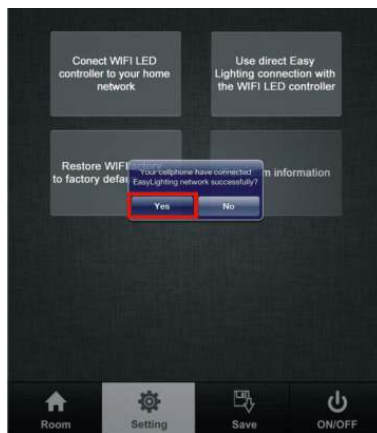 Conect WIFI LED
controller to your home
network
Use direct Easy
Lighting connection with
the WIFI LED controller
Restore WIFI factory
to factory defa
m information
Your cellphone have connected
EasyLighting network successfully?
Yes
No
Room
Setting
Save
ON/OFF